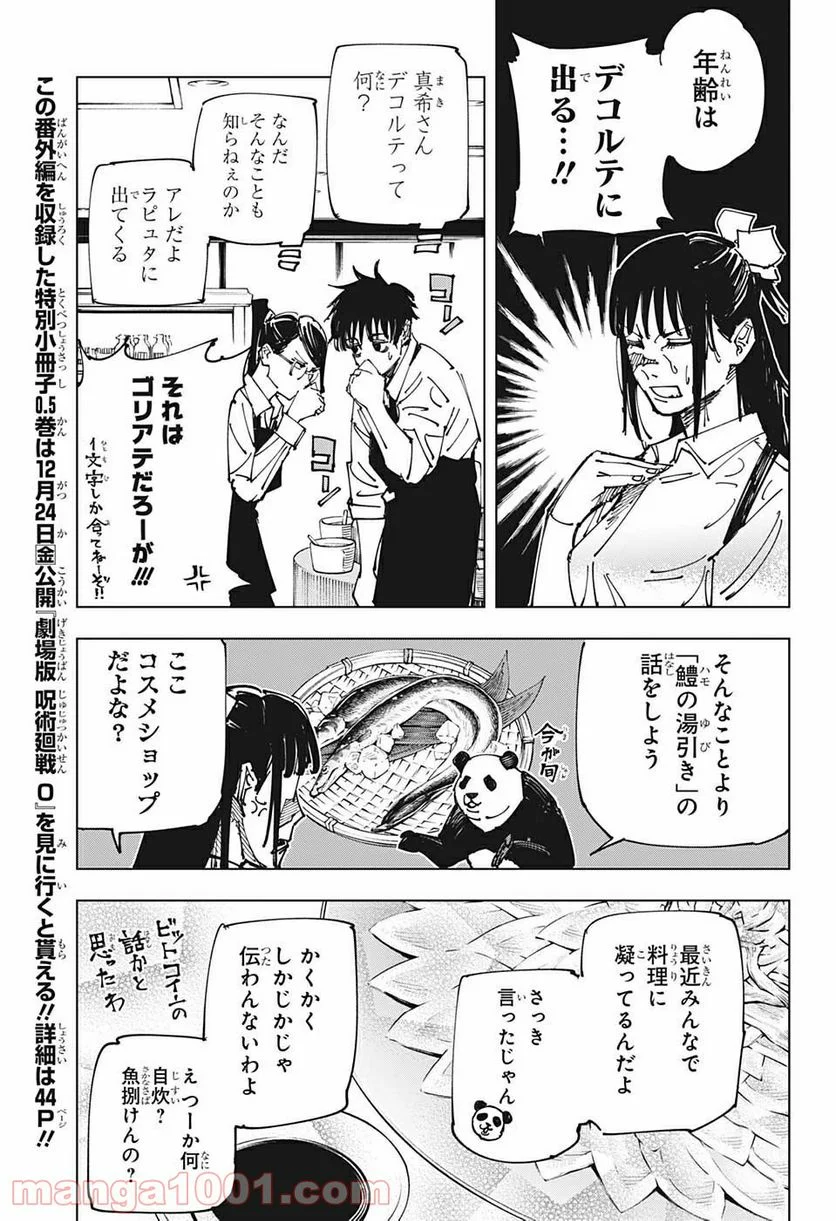 年齢は
デコルテに
出る…!!
真希さん
デコルテって
何?
なんだ
そんなことも
知らねぇのか
アレだよ
ラピュタに
出てくる
それは
ゴリアテだろーが!!!
1文字しか合ってねーぞ!!
そんなことより
「鱧の湯引き」の
話をしよう
今が旬
ここ
コスメショップ
だよな?
最近みんなで
料理に
凝ってるんだよ
さっき
言ったじゃん
かくかく
しかじかじゃ
伝わんないわよ
ビットコインの
話かと
思ったわ
えつーか何
自炊?
魚捌けんの?
この番外編を収録した特別小冊子0.5巻は12月24日金公開『劇場版 呪術廻戦 0』を見に行くと貰える!!詳細は44P!!
manga1001.com